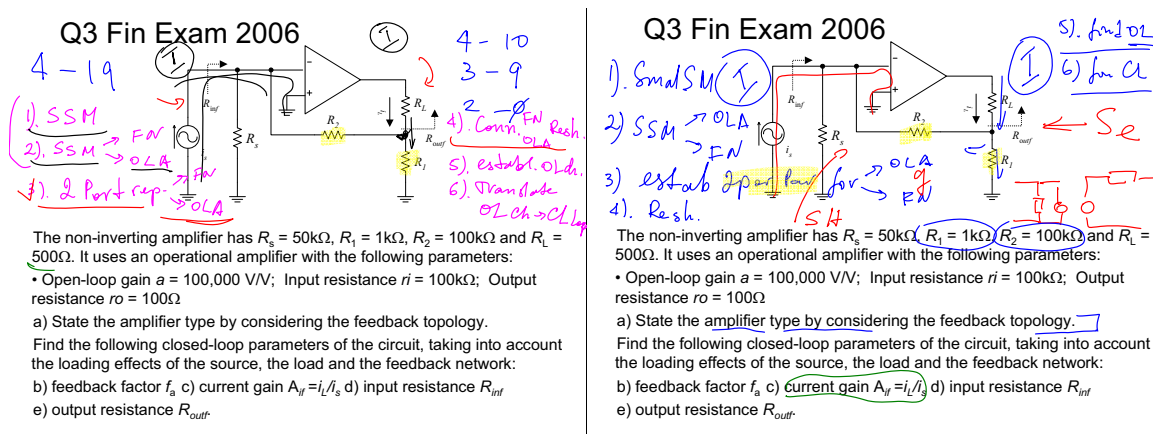 Q3 Fin Exam 2006
I
I
4 - 19
4 - 10
3 - 9
2 - 0
1). SSM
2). SSM → FN
→ OLA
3). 2 Port rep. → FN
→ OLA
4). Conn. FN Resh.
OLA
5). establ. OL ch.
6). Translate
OL ch → CL
R_inf
i_s
R_s
R_2
R_L
R_outf
R_1
The non-inverting amplifier has R_s = 50kΩ, R_1 = 1kΩ, R_2 = 100kΩ and R_L =
500Ω. It uses an operational amplifier with the following parameters:
• Open-loop gain a = 100,000 V/V; Input resistance ri = 100kΩ; Output
resistance ro = 100Ω
a) State the amplifier type by considering the feedback topology.
Find the following closed-loop parameters of the circuit, taking into account
the loading effects of the source, the load and the feedback network:
b) feedback factor f_a c) current gain A_if =i_L/i_s d) input resistance R_inf
e) output resistance R_outf.
Q3 Fin Exam 2006
I
I
5). find OL
6). for CL
1). Small SM
2) SSM → OLA
→ FN
3) estab 2 por for → OLA
g
→ FN
4). Resh.
SH
← Se
R_inf
i_s
R_s
R_2
R_L
R_outf
R_1
The non-inverting amplifier has R_s = 50kΩ, R_1 = 1kΩ, R_2 = 100kΩ and R_L =
500Ω. It uses an operational amplifier with the following parameters:
• Open-loop gain a = 100,000 V/V; Input resistance ri = 100kΩ; Output
resistance ro = 100Ω
a) State the amplifier type by considering the feedback topology.
Find the following closed-loop parameters of the circuit, taking into account
the loading effects of the source, the load and the feedback network:
b) feedback factor f_a c) current gain A_if =i_L/i_s d) input resistance R_inf
e) output resistance R_outf.